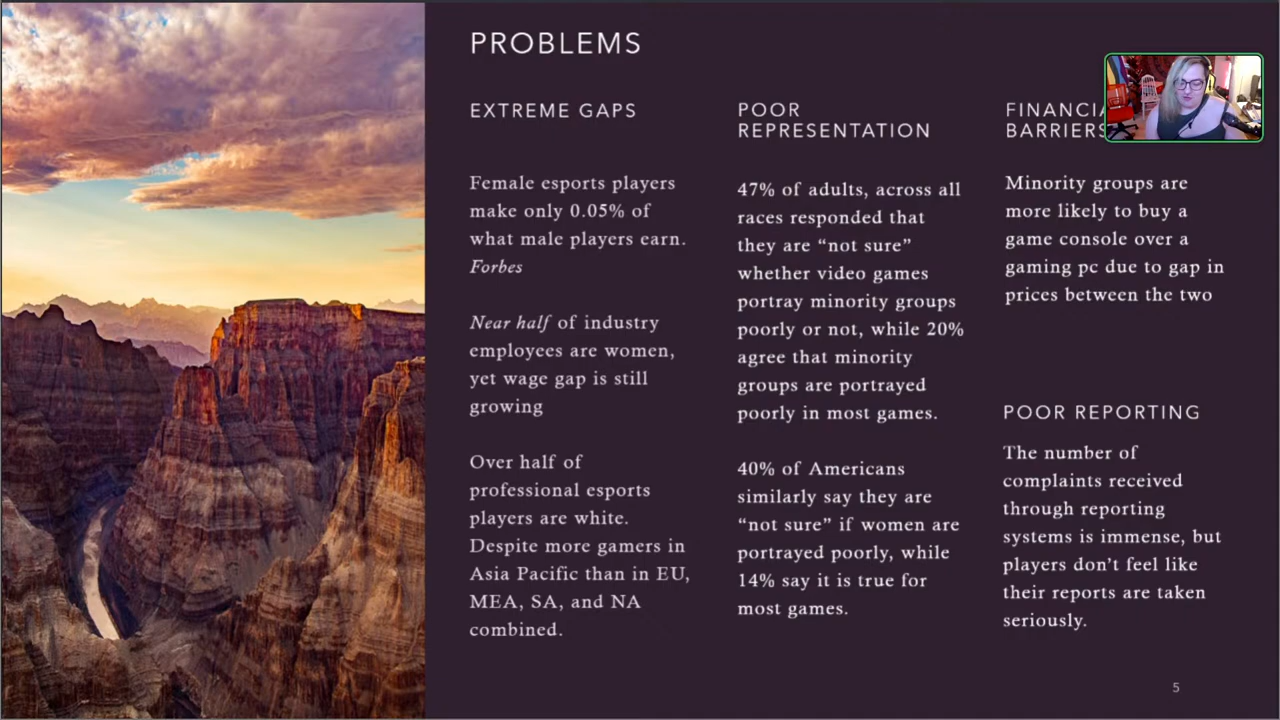 PROBLEMS
EXTREME GAPS
Female esports players
make only 0.05% of
what male players earn.
Forbes
Near half of industry
employees are women,
yet wage gap is still
growing
Over half of
professional esports
players are white.
Despite more gamers in
Asia Pacific than in EU,
MEA, SA, and NA
combined.
POOR
REPRESENTATION
47% of adults, across all
races responded that
they are “not sure”
whether video games
portray minority groups
poorly or not, while 20%
agree that minority
groups are portrayed
poorly in most games.
40% of Americans
similarly say they are
“not sure” if women are
portrayed poorly, while
14% say it is true for
most games.
BARRIERS
Minority groups are
more likely to buy a
game console over a
gaming pc due to gap in
prices between the two
POOR REPORTING
The number of
complaints received
through reporting
systems is immense, but
players don’t feel like
their reports are taken
seriously.
5